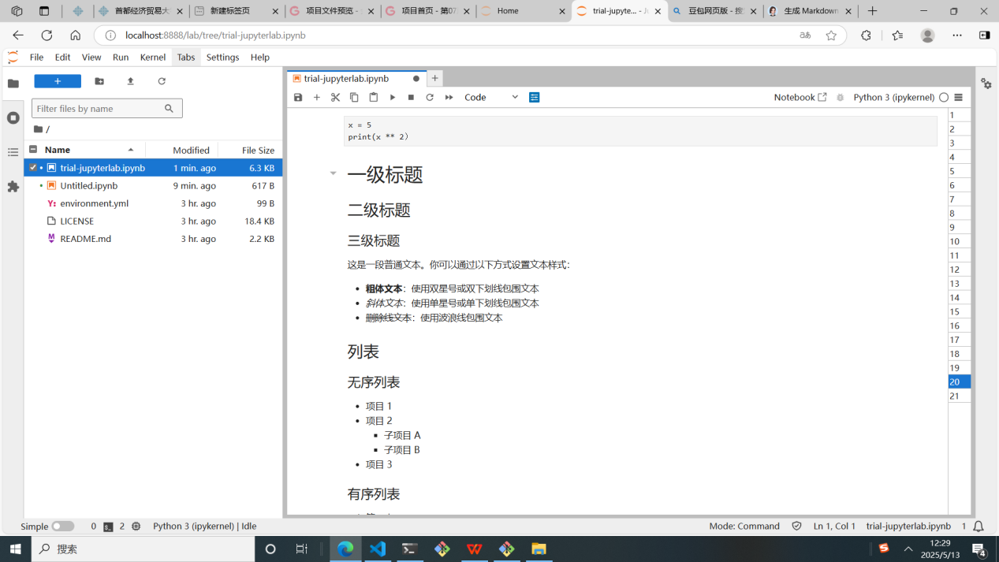 首都经济贸易大
新建标签页
项目文件预览 -
项目首页 - 第07
Home
trial-jupyte... - Ju
豆包网页版 - 搜
生成 Markdown
localhost:8888/lab/tree/trial-jupyterlab.ipynb
File Edit View Run Kernel Tabs Settings Help
trial-jupyterlab.ipynb
Code
Notebook
Python 3 (ipykernel)
Filter files by name
/
Name Modified File Size
trial-jupyterlab.ipynb 1 min. ago 6.3 KB
Untitled.ipynb 9 min. ago 617 B
environment.yml 3 hr. ago 99 B
LICENSE 3 hr. ago 18.4 KB
README.md 3 hr. ago 2.2 KB
x = 5
print(x ** 2)
一级标题
二级标题
三级标题
这是一段普通文本。你可以通过以下方式设置文本样式：
粗体文本：使用双星号或双下划线包围文本
斜体文本：使用单星号或单下划线包围文本
删除线文本：使用波浪线包围文本
列表
无序列表
项目 1
项目 2
子项目 A
子项目 B
项目 3
有序列表
1
2
3
4
5
6
7
8
9
10
11
12
13
14
15
16
17
18
19
20
21
Simple 0 2 Python 3 (ipykernel) | Idle
Mode: Command Ln 1, Col 1 trial-jupyterlab.ipynb 1
搜索
12:29
2025/5/13
4